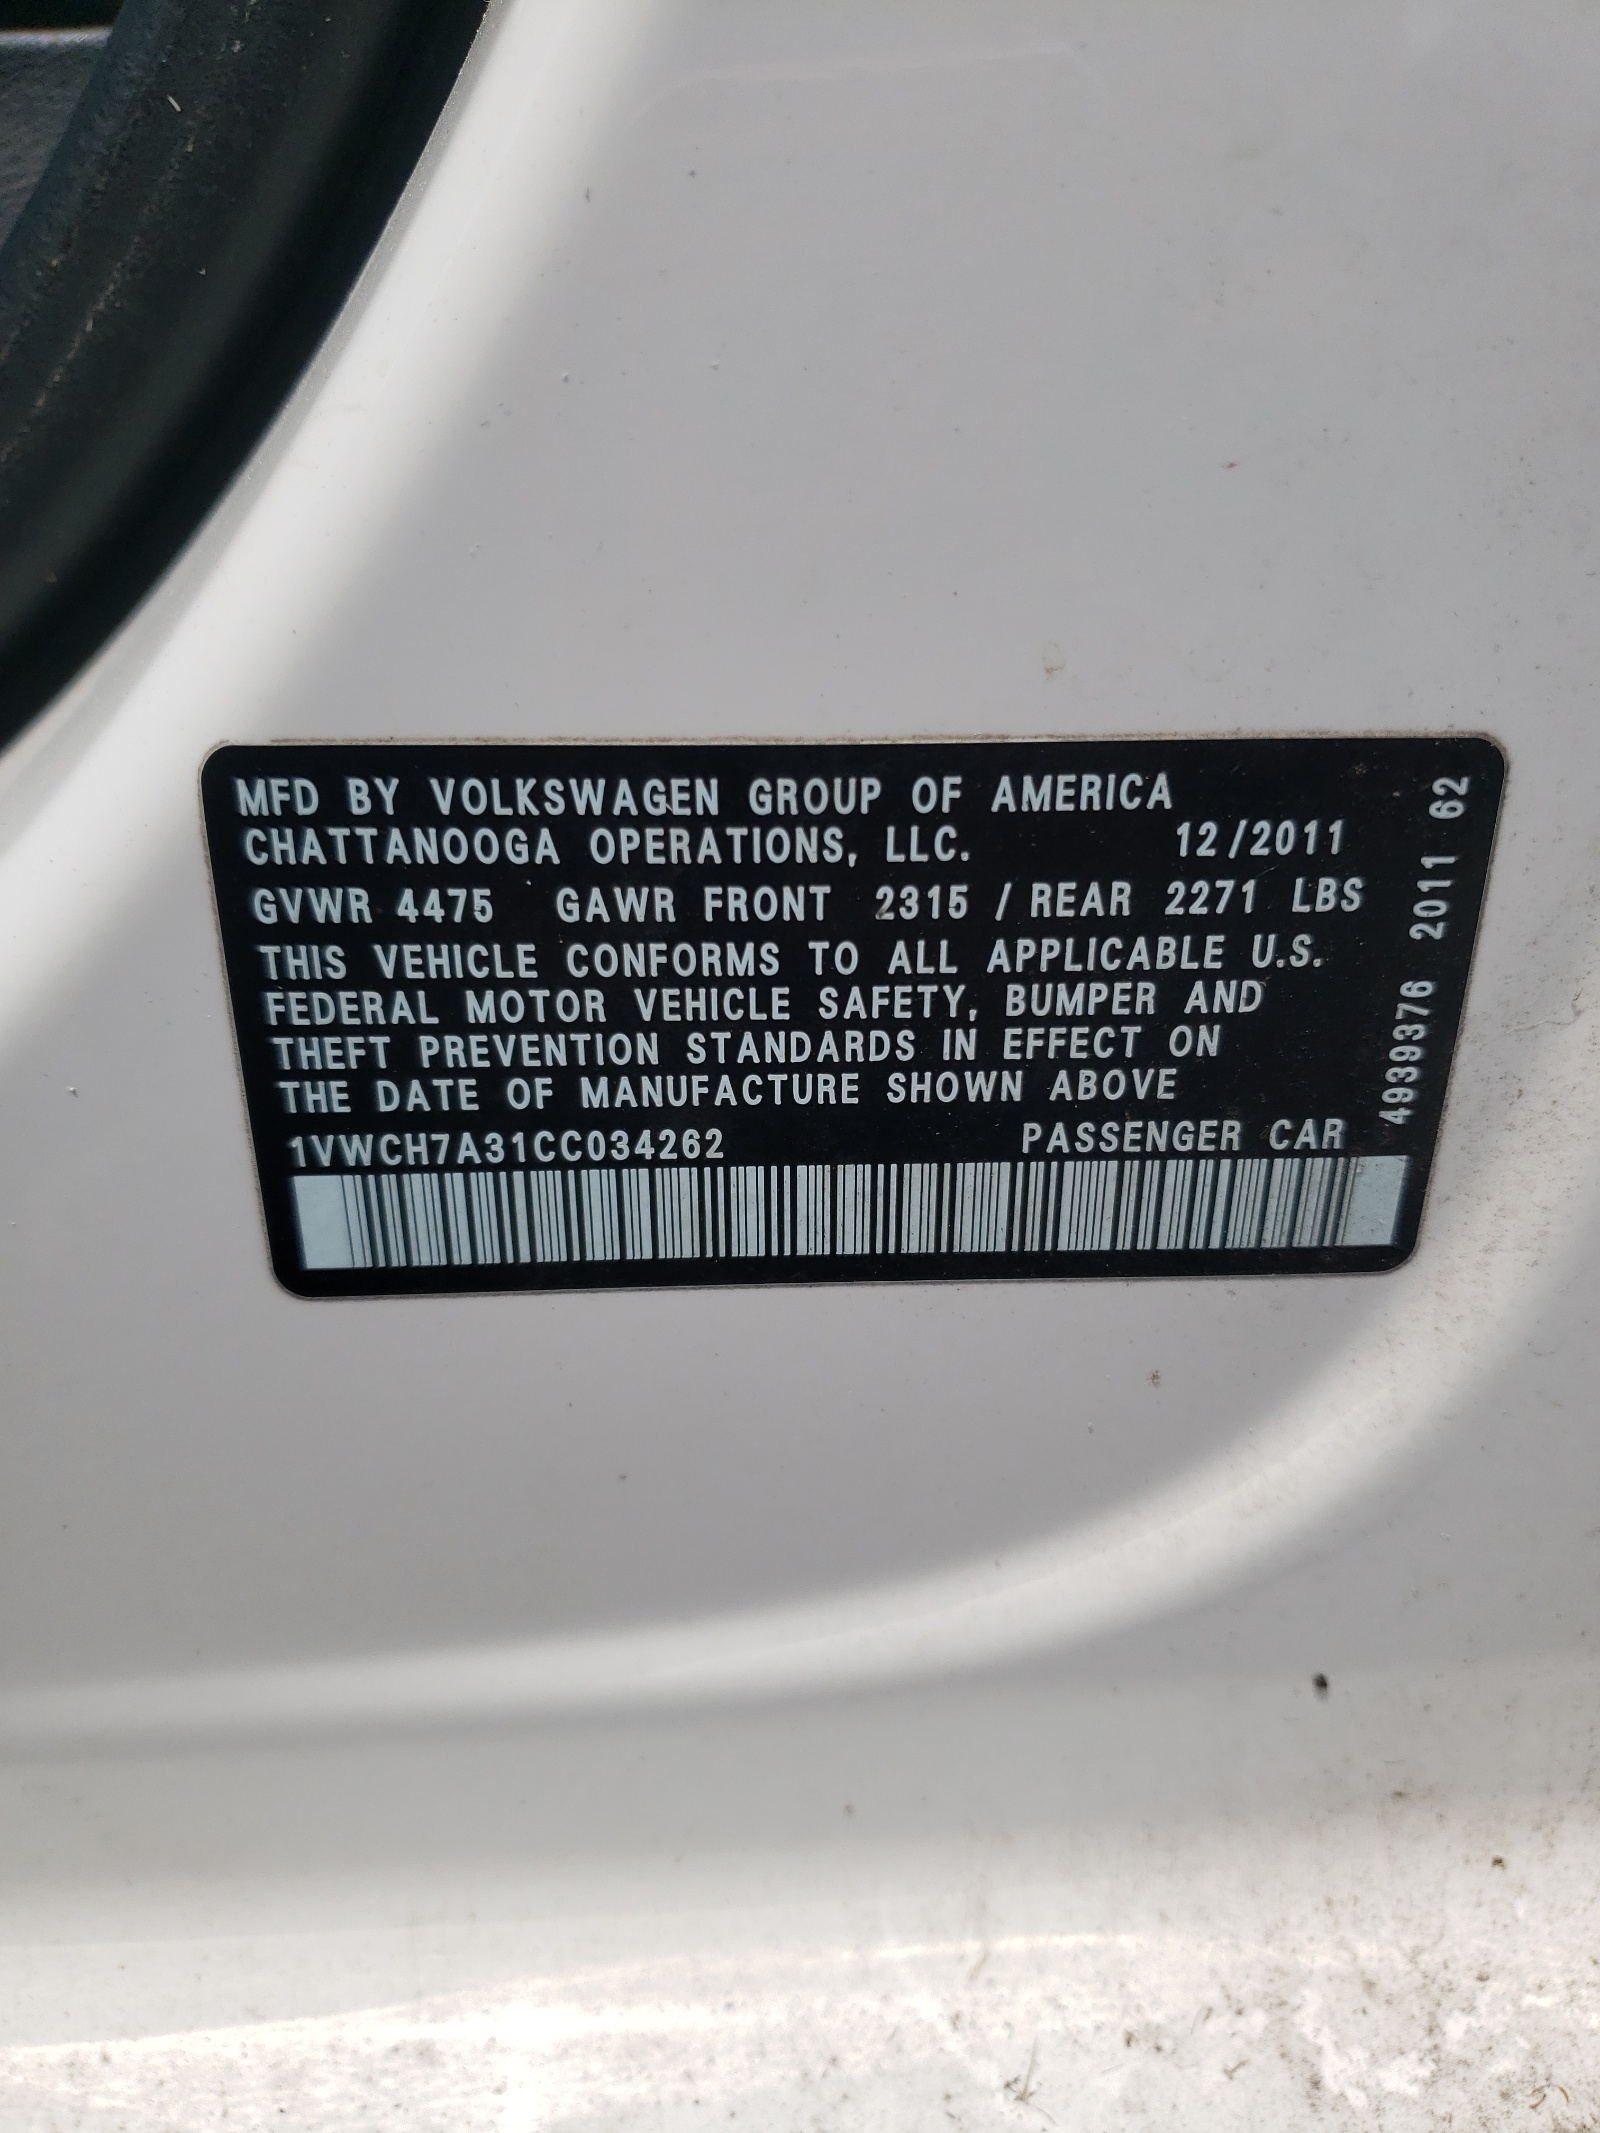 MFD BY VOLKSWAGEN GROUP OF AMERICA
CHATTANOOGA OPERATIONS, LLC. 12/2011
GVWR 4475 GAWR FRONT 2315 / REAR 2271 LBS
THIS VEHICLE CONFORMS TO ALL APPLICABLE U.S.
FEDERAL MOTOR VEHICLE SAFETY, BUMPER AND
THEFT PREVENTION STANDARDS IN EFFECT ON
THE DATE OF MANUFACTURE SHOWN ABOVE
1VWCH7A31CC034262 PASSENGER CAR
4939376 2011 62